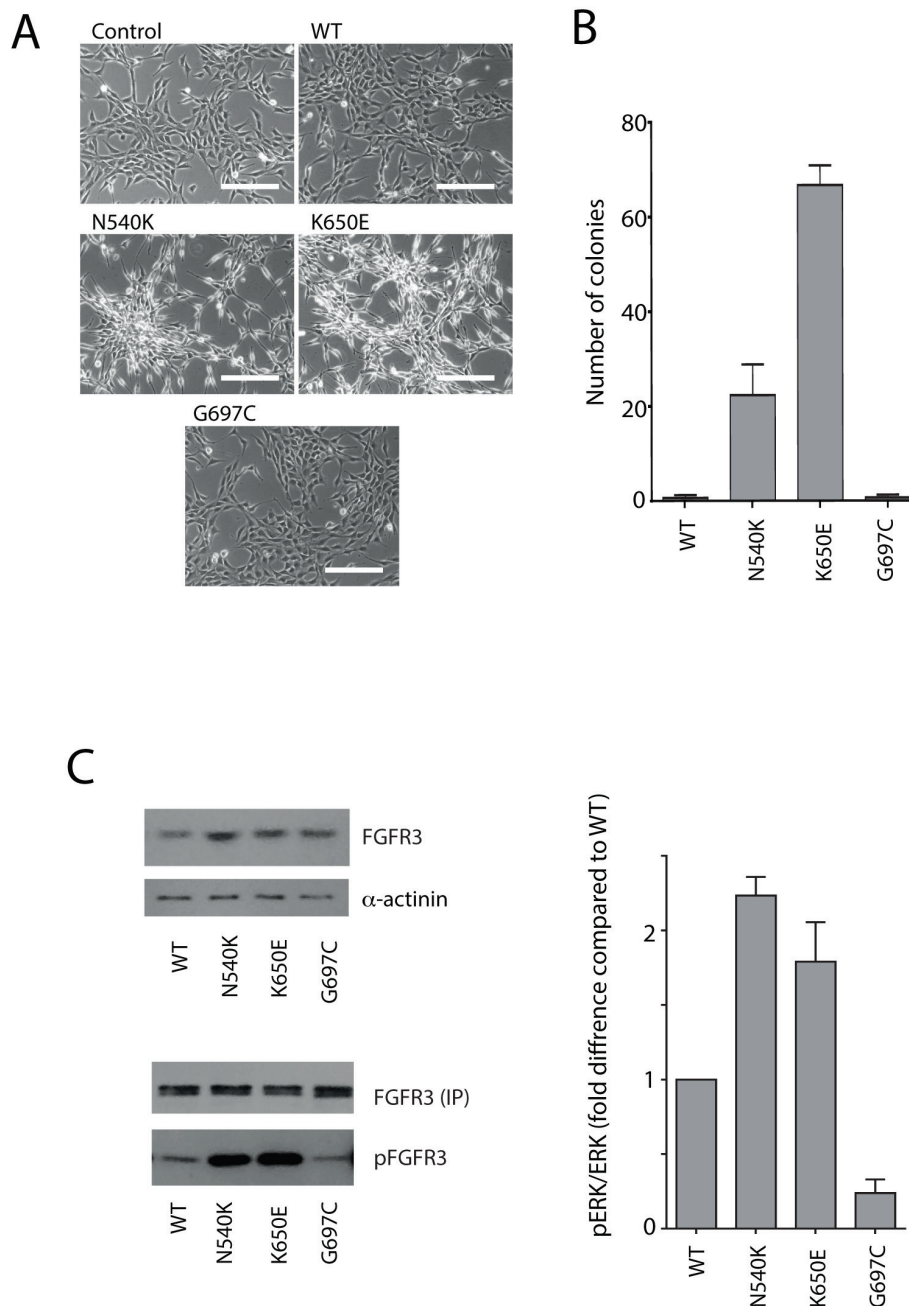 A
Control
WT
N540K
K650E
G697C
B
Number of colonies
80
60
40
20
0
WT
N540K
K650E
G697C
C
FGFR3
α-actinin
WT
N540K
K650E
G697C
FGFR3 (IP)
pFGFR3
WT
N540K
K650E
G697C
pERK/ERK (fold diffrence compared to WT)
2
1
0
WT
N540K
K650E
G697C